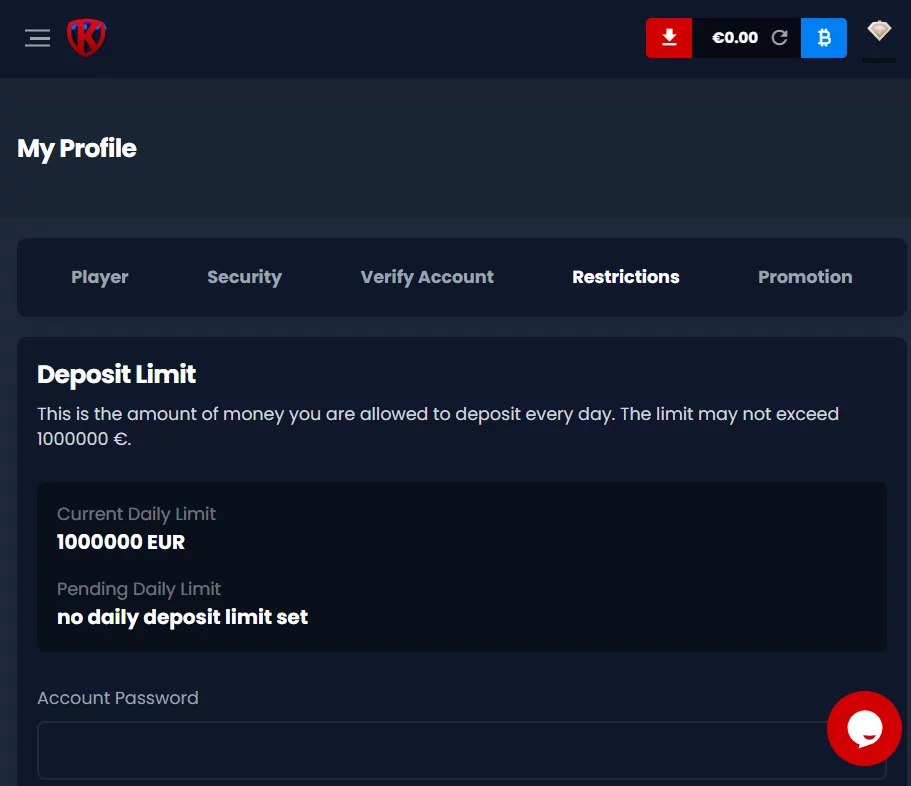 K
€0.00
My Profile
Player
Security
Verify Account
Restrictions
Promotion
Deposit Limit
This is the amount of money you are allowed to deposit every day. The limit may not exceed
1000000 €.
Current Daily Limit
1000000 EUR
Pending Daily Limit
no daily deposit limit set
Account Password